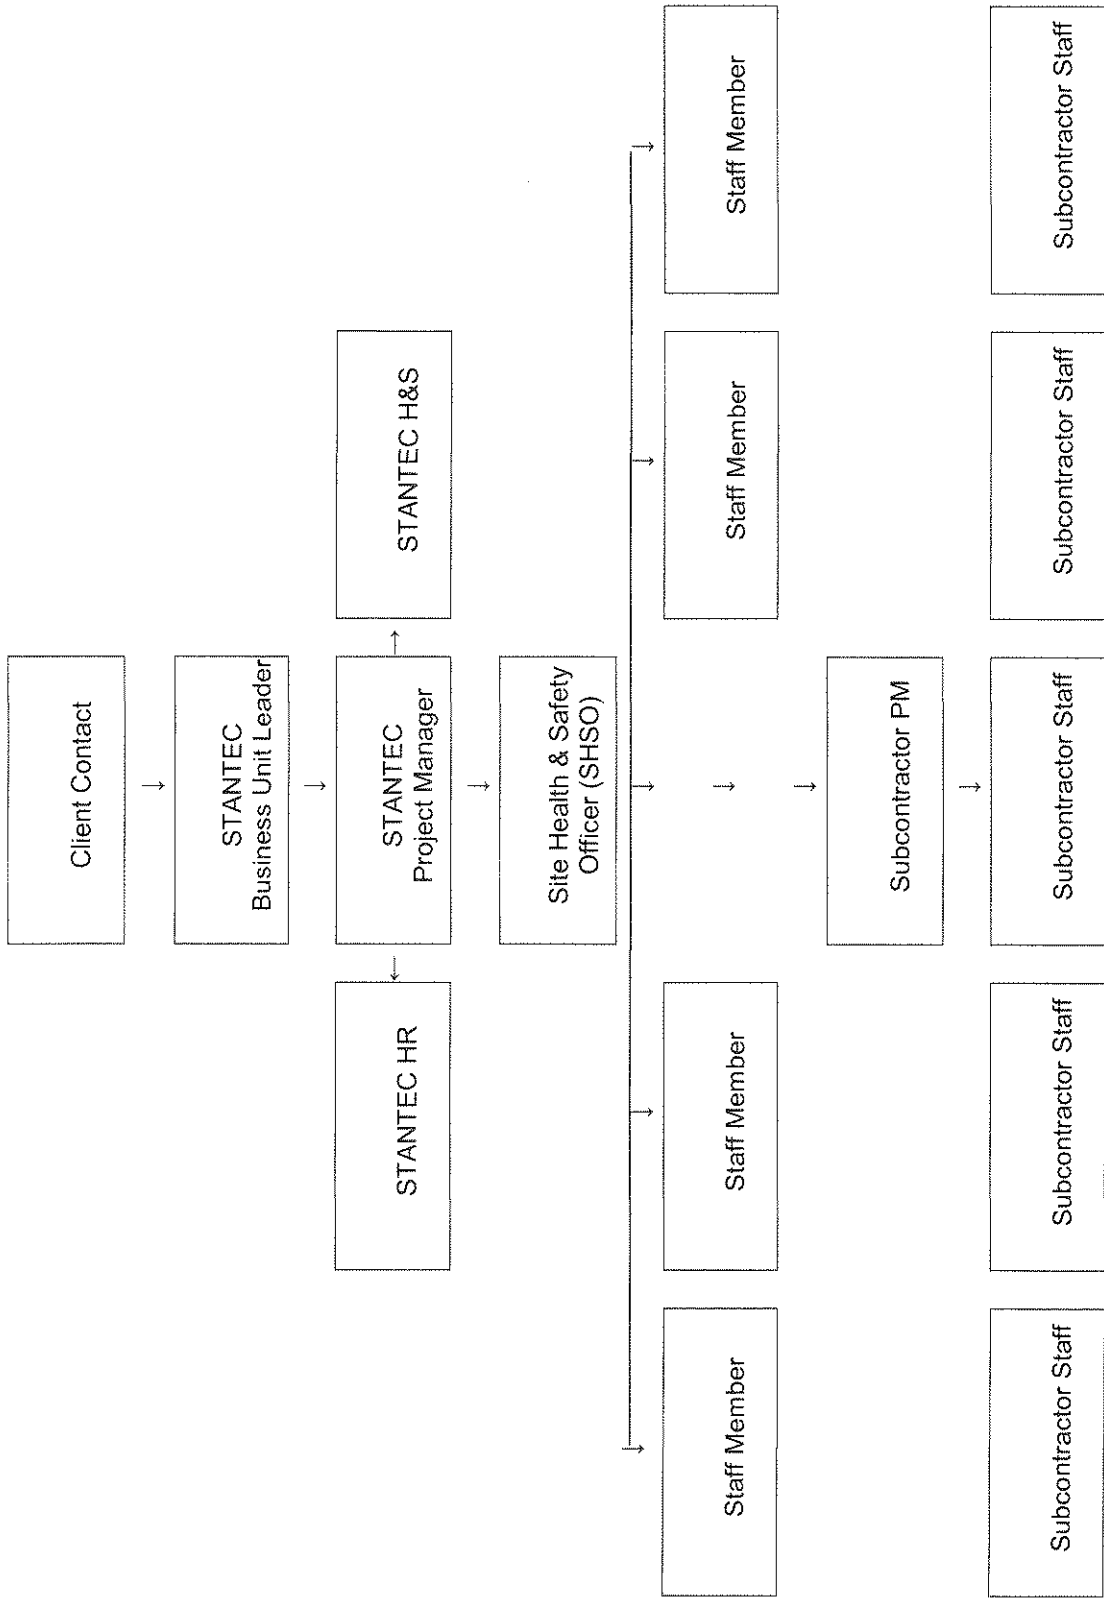 Client Contact
STANTEC
Business Unit Leader
STANTEC HR
STANTEC
Project Manager
STANTEC H&S
Site Health & Safety
Officer (SHSO)
Staff Member
Staff Member
Staff Member
Staff Member
Subcontractor PM
Subcontractor Staff
Subcontractor Staff
Subcontractor Staff
Subcontractor Staff
Subcontractor Staff